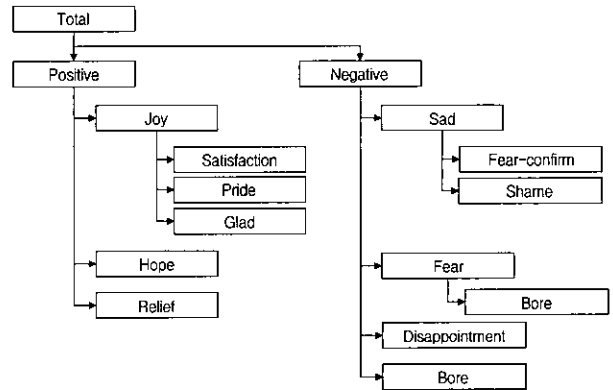 Total
Positive
Negative
Joy
Sad
Satisfaction
Fear-confirm
Pride
Shame
Glad
Hope
Fear
Relief
Bore
Disappointment
Bore